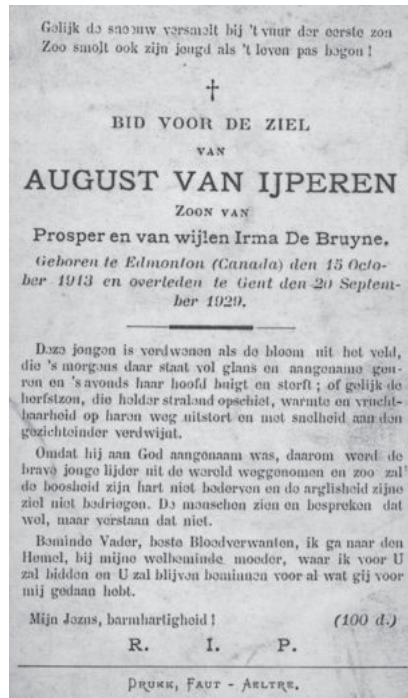 Gelijk de sneeuw versmelt bij 't vuur der eerste zon
Zoo smolt ook zijn jeugd als 't leven pas begon !
†
BID VOOR DE ZIEL
VAN
AUGUST VAN IJPEREN
ZOON VAN
Prosper en van wijlen Irma De Bruyne.
Geboren te Edmonton (Canada) den 15 Octo-
ber 1913 en overleden te Gent den 20 Septem-
ber 1929.
Deze jongen is verdwenen als de bloem uit het veld,
die 's morgens daar staat vol glans en aangename geu-
ren en 's avonds haar hoofd buigt en sterft ; of gelijk de
herfstzon, die helder stralend opschiet, warmte en vrucht-
baarheid op haren weg uitstort en met snelheid aan den
gezichteinder verdwijnt.
Omdat hij aan God aangenaam was, daarom werd de
brave jonge lijder uit de wereld weggenomen en zoo zal
de boosheid zijn hart niet bederven en de arglisheid zijne
ziel niet bedriegen. De menschen zien en bespreken dat
wel, maar verstaan dat niet.
Beminde Vader, beste Bloedverwanten, ik ga naar den
Hemel, bij mijne welbeminde moeder, waar ik voor U
zal bidden en U zal blijven beminnen voor al wat gij voor
mij gedaan hebt.
Mijn Jezus, barmhartigheid ! (100 d.)
R. I. P.
DRUKK, FAUT - AELTRE.